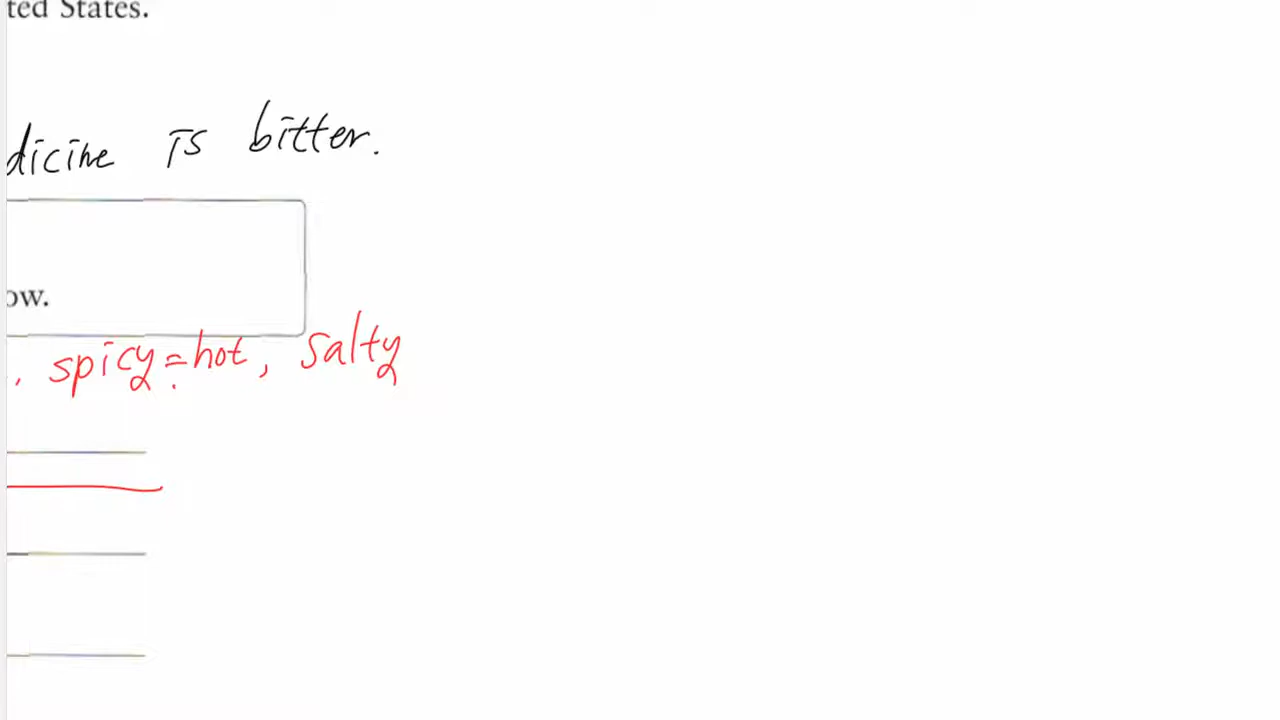 ted States.
dicine is bitter.
ow.
, spicy = hot, salty